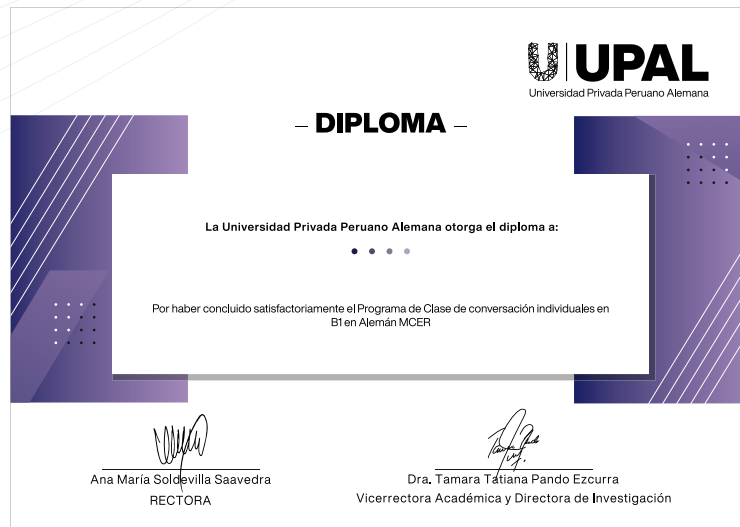 UPAL
Universidad Privada Peruano Alemana
– DIPLOMA –
La Universidad Privada Peruano Alemana otorga el diploma a:
Por haber concluido satisfactoriamente el Programa de Clase de conversación individuales en
B1 en Alemán MCER
Ana María Soldevilla Saavedra
RECTORA
Dra. Tamara Tatiana Pando Ezcurra
Vicerrectora Académica y Directora de Investigación